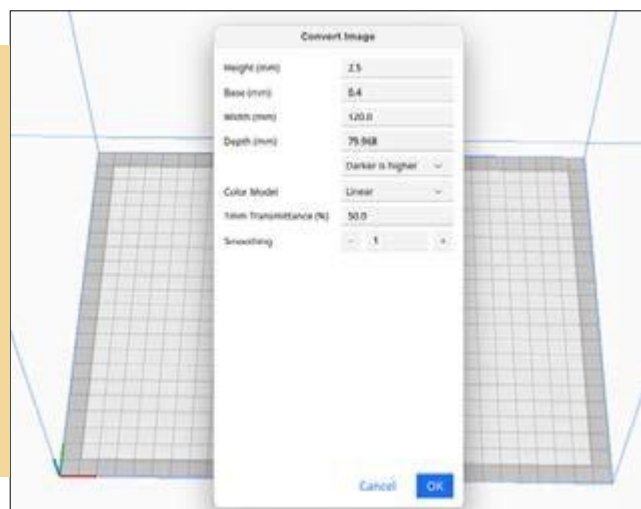 Convert Image
Height (mm) 2.5
Base (mm) 0.4
Width (mm) 120.0
Depth (mm) 79.968
Darker is higher
Color Model Linear
1mm Transmittance (%) 50.0
Smoothing - 1 +
Cancel OK